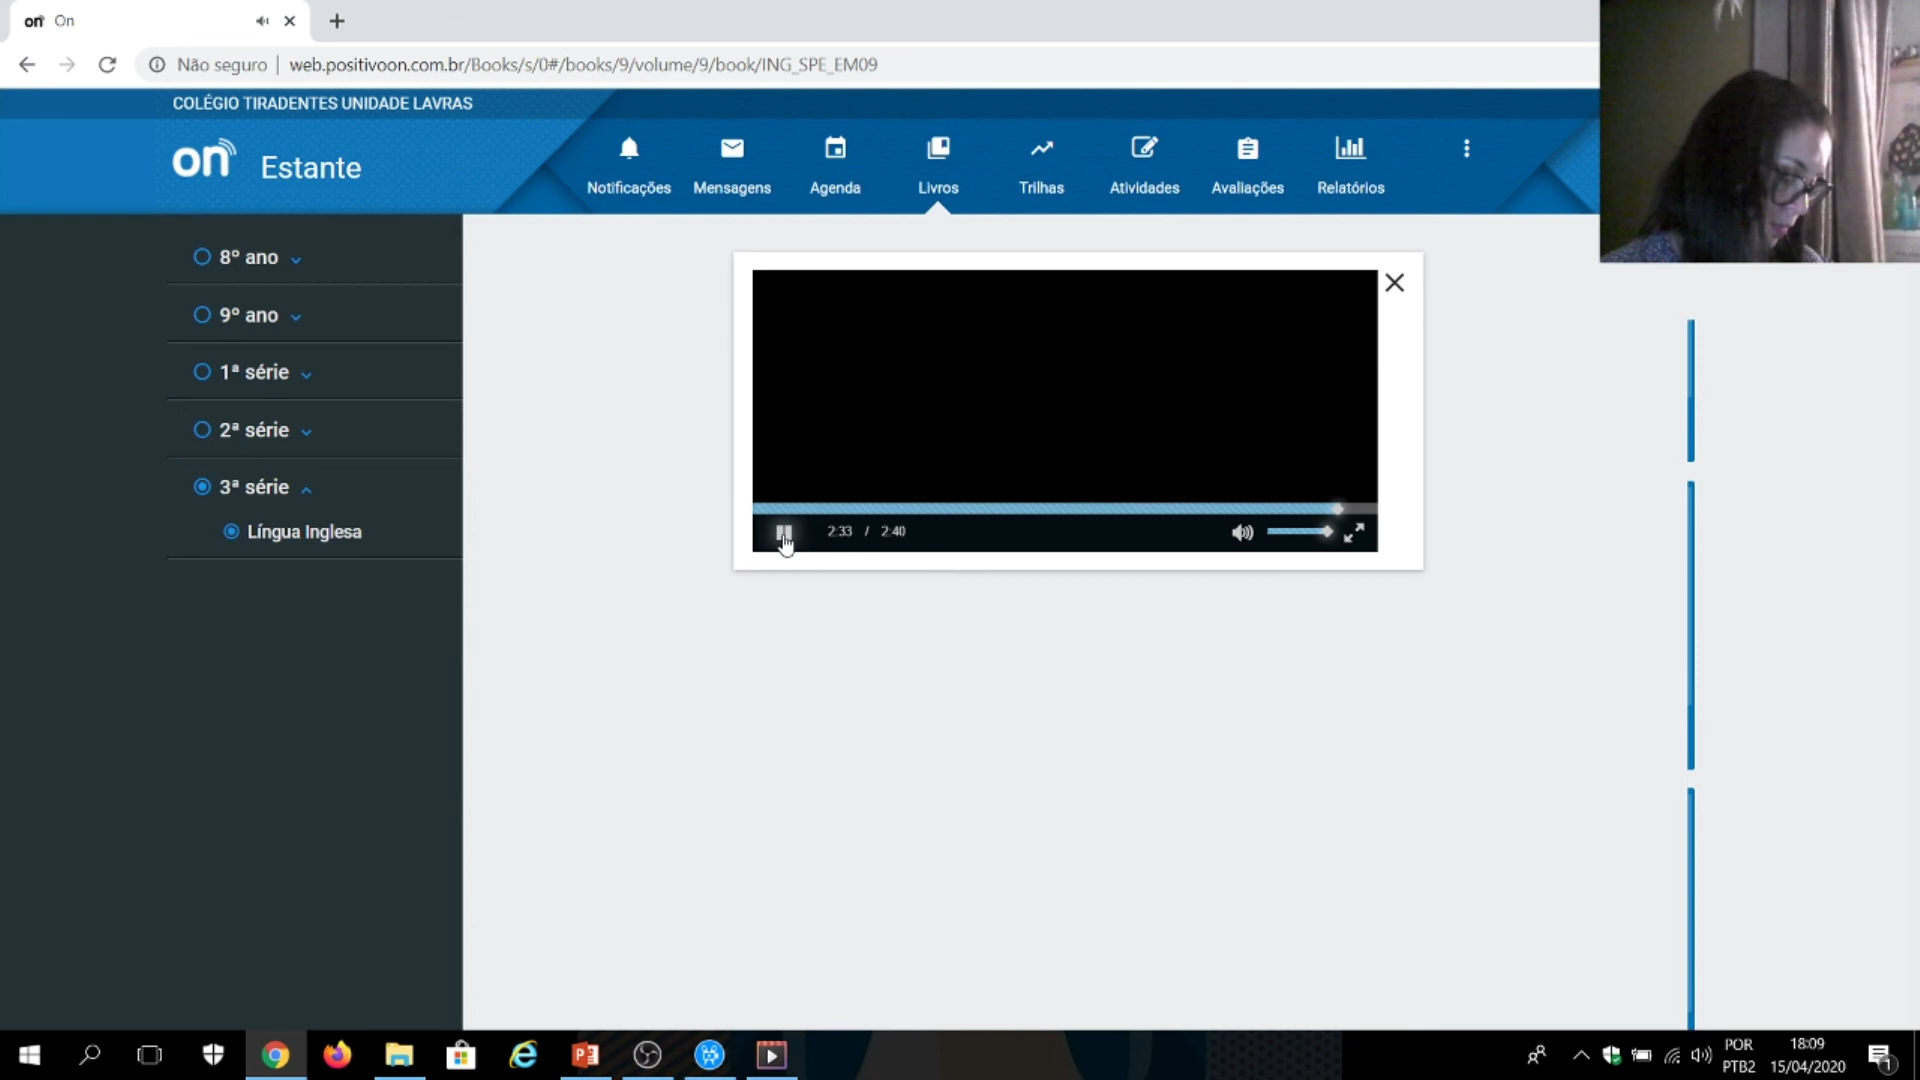 on On
Não seguro | web.positivoon.com.br/Books/s/0#/books/9/volume/9/book/ING_SPE_EM09
COLÉGIO TIRADENTES UNIDADE LAVRAS
on Estante
Notificações Mensagens Agenda Livros Trilhas Atividades Avaliações Relatórios
8º ano
9º ano
1ª série
2ª série
3ª série
Língua Inglesa
2:33 / 2:40
POR 18:09
PTB2 15/04/2020
1